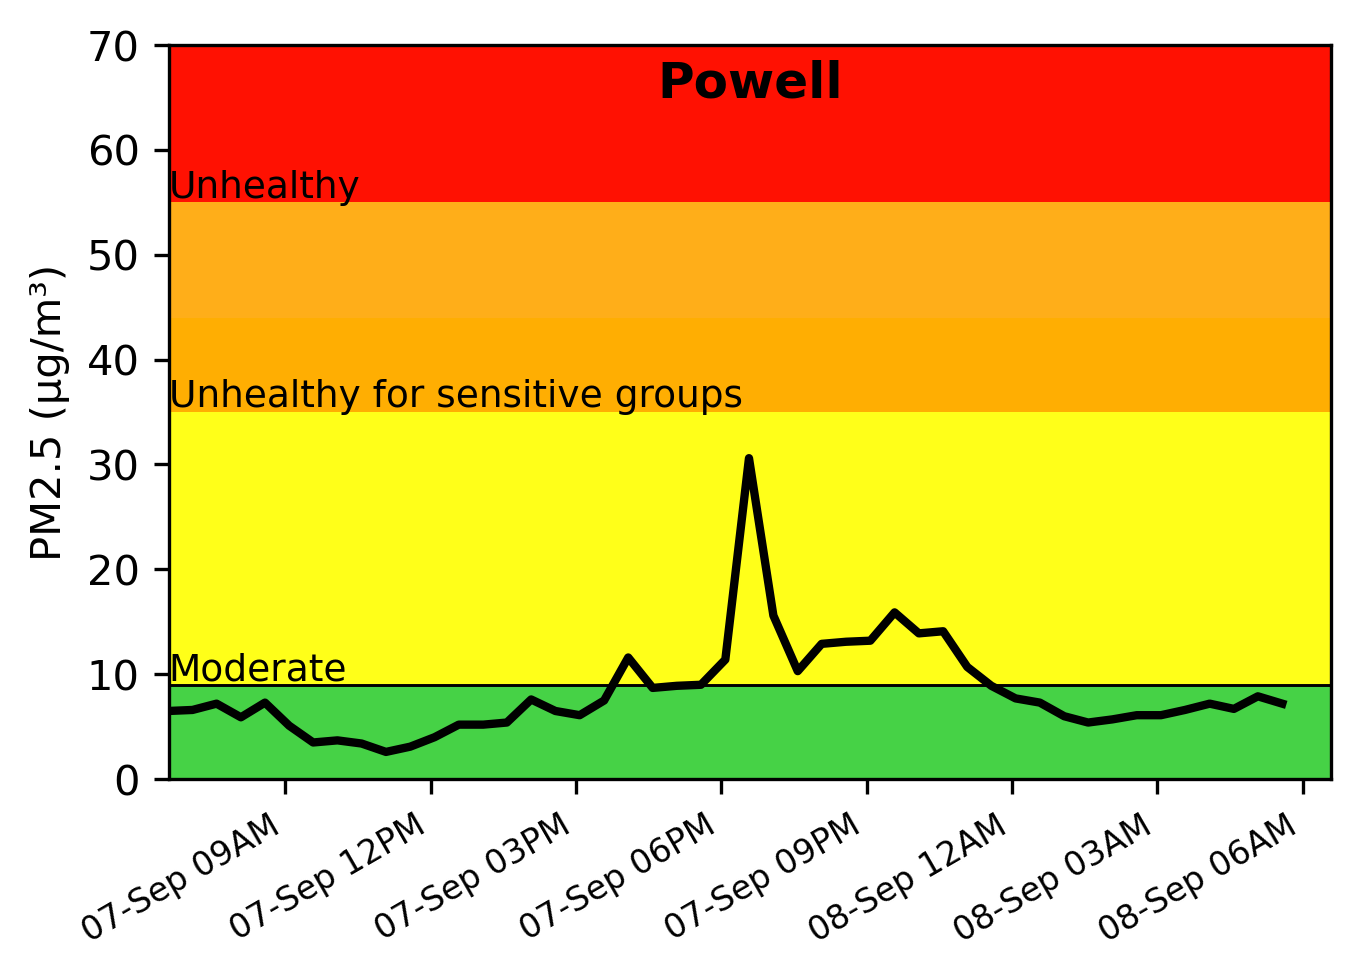 Powell
PM2.5 (µg/m³)
70
60
50
40
30
20
10
0
Unhealthy
Unhealthy for sensitive groups
Moderate
07-Sep 09AM
07-Sep 12PM
07-Sep 03PM
07-Sep 06PM
07-Sep 09PM
08-Sep 12AM
08-Sep 03AM
08-Sep 06AM